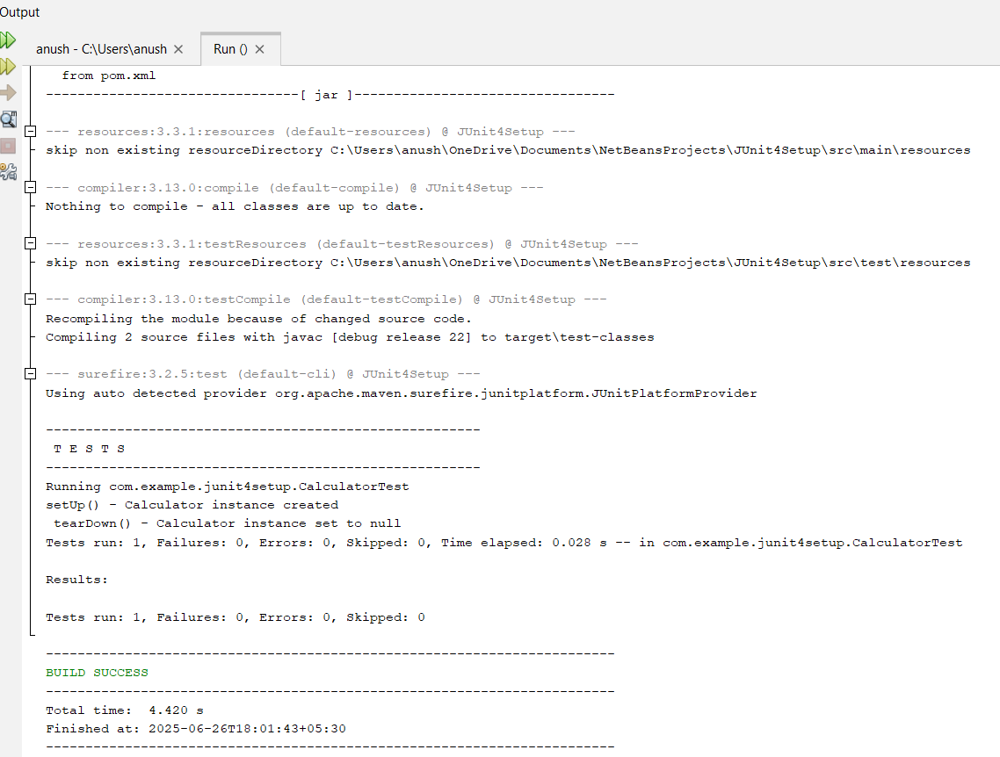 Output
anush - C:\Users\anush × Run () ×
from pom.xml
--------------------------------[ jar ]---------------------------------
--- resources:3.3.1:resources (default-resources) @ JUnit4Setup ---
skip non existing resourceDirectory C:\Users\anush\OneDrive\Documents\NetBeansProjects\JUnit4Setup\src\main\resources
--- compiler:3.13.0:compile (default-compile) @ JUnit4Setup ---
Nothing to compile - all classes are up to date.
--- resources:3.3.1:testResources (default-testResources) @ JUnit4Setup ---
skip non existing resourceDirectory C:\Users\anush\OneDrive\Documents\NetBeansProjects\JUnit4Setup\src\test\resources
--- compiler:3.13.0:testCompile (default-testCompile) @ JUnit4Setup ---
Recompiling the module because of changed source code.
Compiling 2 source files with javac [debug release 22] to target\test-classes
--- surefire:3.2.5:test (default-cli) @ JUnit4Setup ---
Using auto detected provider org.apache.maven.surefire.junitplatform.JUnitPlatformProvider
-------------------------------------------------------
T E S T S
-------------------------------------------------------
Running com.example.junit4setup.CalculatorTest
setUp() - Calculator instance created
tearDown() - Calculator instance set to null
Tests run: 1, Failures: 0, Errors: 0, Skipped: 0, Time elapsed: 0.028 s -- in com.example.junit4setup.CalculatorTest
Results:
Tests run: 1, Failures: 0, Errors: 0, Skipped: 0
------------------------------------------------------------------------
BUILD SUCCESS
------------------------------------------------------------------------
Total time:  4.420 s
Finished at: 2025-06-26T18:01:43+05:30
------------------------------------------------------------------------